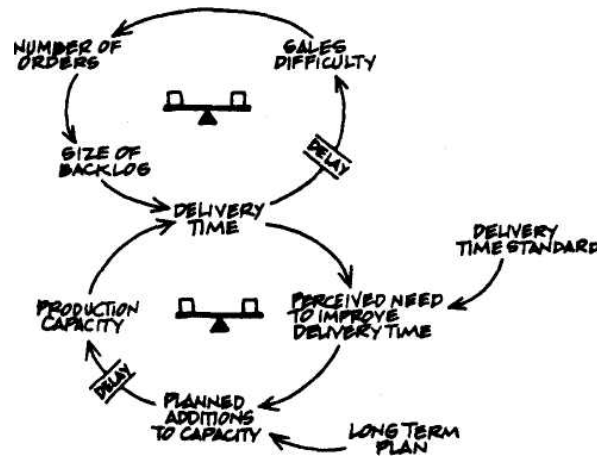 NUMBER OF
ORDERS
SALES
DIFFICULTY
SIZE OF
BACKLOG
DELAY
DELIVERY
TIME
DELIVERY
TIME STANDARD
PRODUCTION
CAPACITY
PERCEIVED NEED
TO IMPROVE
DELIVERY TIME
DELAY
PLANNED
ADDITIONS
TO CAPACITY
LONG TERM
PLAN